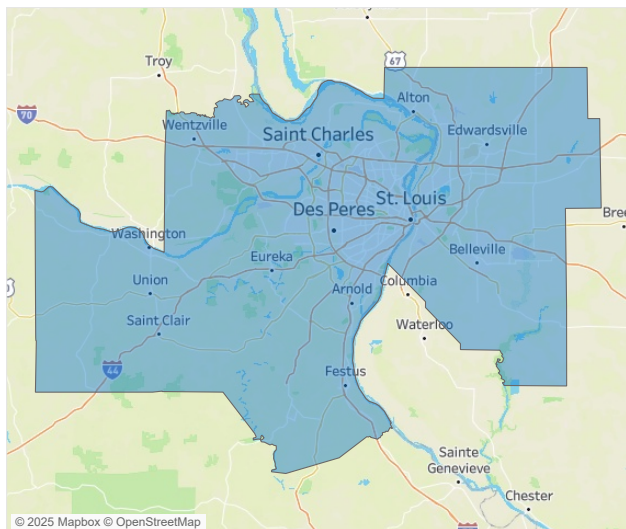 67
Troy
70
Wentzville
Alton
Edwardsville
Saint Charles
St. Louis
Des Peres
Bree
Washington
Belleville
Eureka
Union
Columbia
Arnold
Saint Clair
Waterloo
44
Festus
Sainte
Genevieve
Chester
© 2025 Mapbox © OpenStreetMap